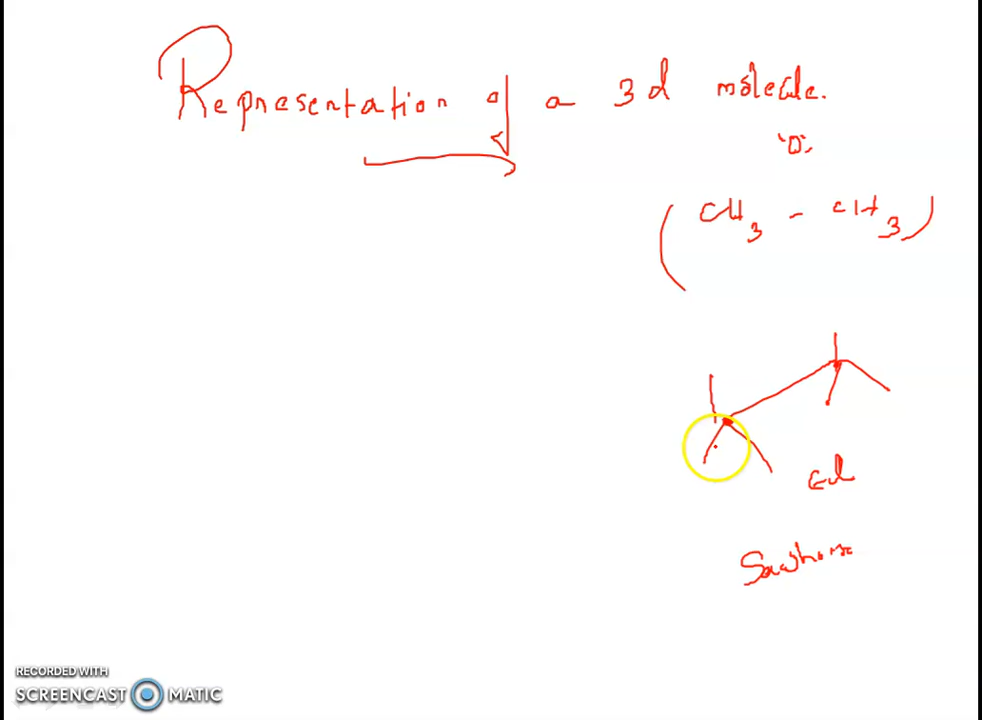 Representation of a 3d molecule.
(CH3 - CH3)
Sawhorse
RECORDED WITH
SCREENCAST MATIC